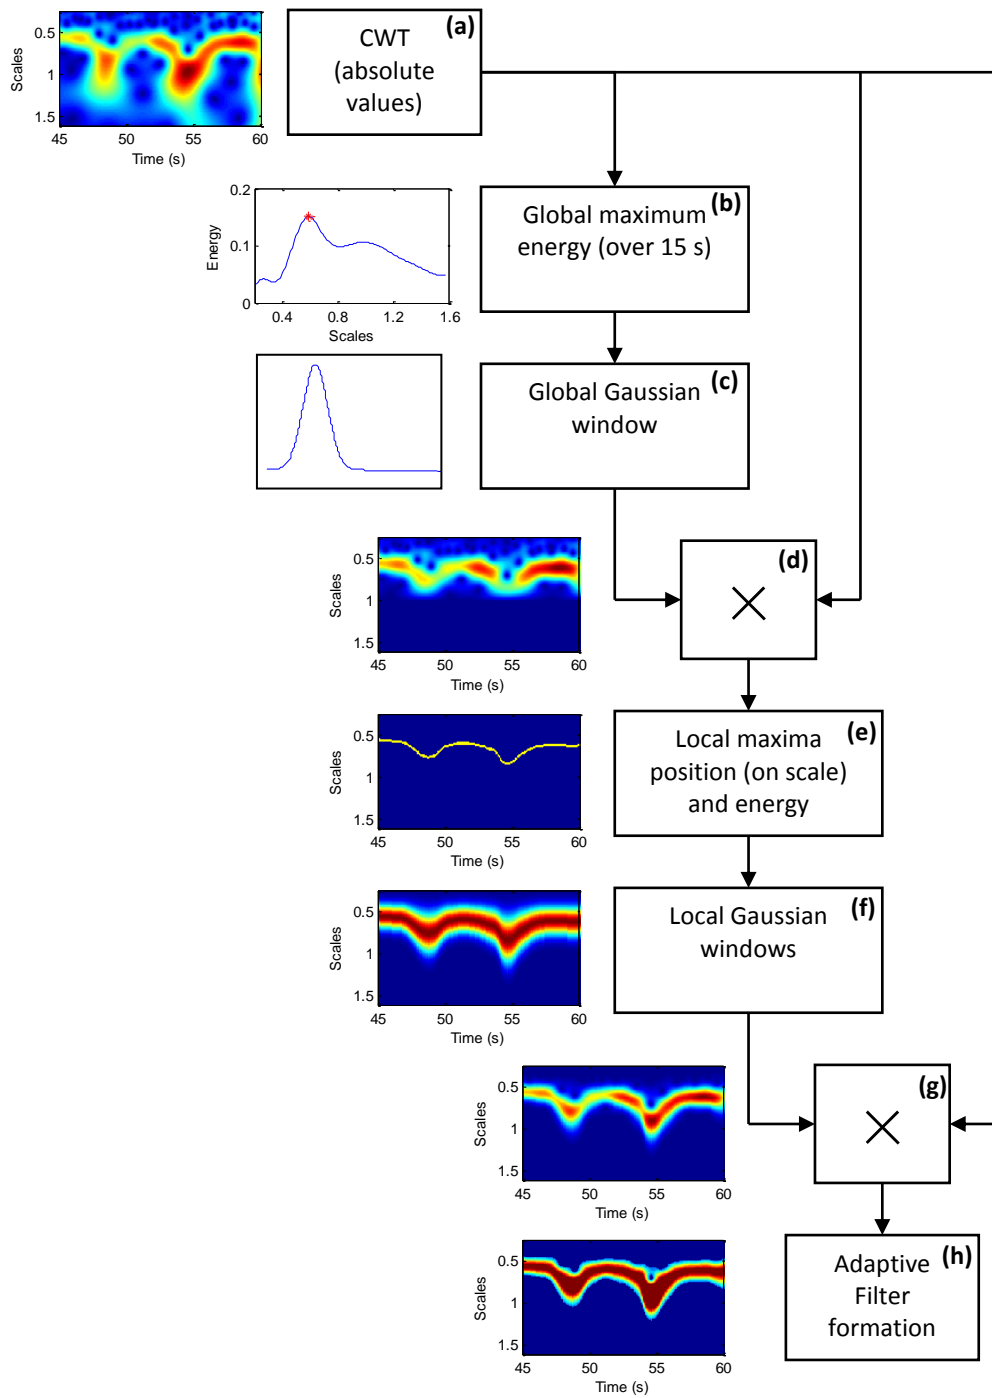 (a)
CWT
(absolute
values)
0.5
1
1.5
Scales
45 50 55 60
Time (s)
(b)
Global maximum
energy (over 15 s)
0.2
0.1
0
Energy
0.4 0.8 1.2 1.6
Scales
(c)
Global Gaussian
window
(d)
0.5
1
1.5
Scales
45 50 55 60
Time (s)
(e)
Local maxima
position (on scale)
and energy
0.5
1
1.5
Scales
45 50 55 60
Time (s)
(f)
Local Gaussian
windows
0.5
1
1.5
Scales
45 50 55 60
Time (s)
(g)
0.5
1
1.5
Scales
45 50 55 60
Time (s)
(h)
Adaptive
Filter
formation
0.5
1
1.5
Scales
45 50 55 60
Time (s)